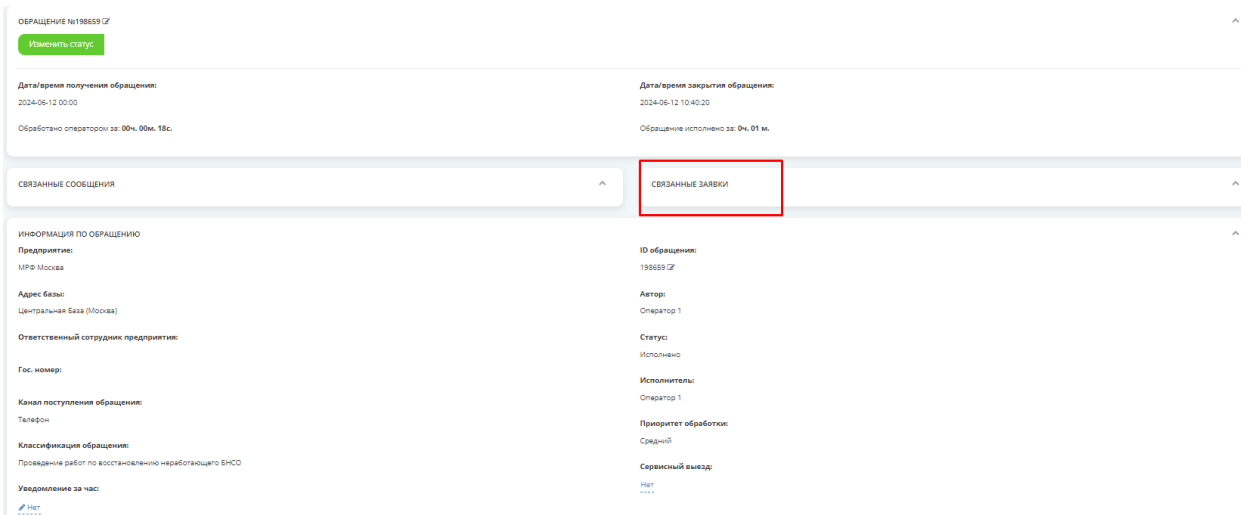 ОБРАЩЕНИЕ №198659
Изменить статус
Дата/время получения обращения:
2024-06-12 00:00
Обработано оператором за: 00ч. 00м. 18с.
Дата/время закрытия обращения:
2024-06-12 10:40:20
Обращение исполнено за: 0ч. 01 м.
СВЯЗАННЫЕ СООБЩЕНИЯ
СВЯЗАННЫЕ ЗАЯВКИ
ИНФОРМАЦИЯ ПО ОБРАЩЕНИЮ
Предприятие:
МРФ Москва
Адрес базы:
Центральная База (Москва)
Ответственный сотрудник предприятия:
Гос. номер:
Канал поступления обращения:
Телефон
Классификация обращения:
Проведение работ по восстановлению неработающего БНСО
Уведомление за час:
Нет
ID обращения:
198659
Автор:
Оператор 1
Статус:
Исполнено
Исполнитель:
Оператор 1
Приоритет обработки:
Средний
Сервисный выезд:
Нет